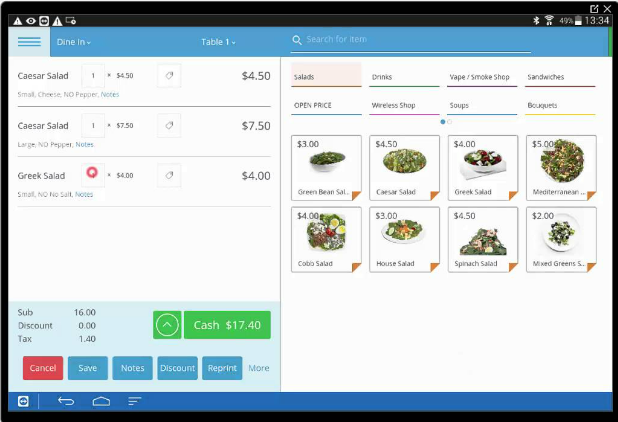 49% 13:34
Dine In
Table 1
Search for item
Caesar Salad 1 × $4.50 $4.50
Small, Cheese, NO Pepper, Notes
Caesar Salad 1 × $7.50 $7.50
Large, NO Pepper, Notes
Greek Salad × $4.00 $4.00
Small, NO No Salt, Notes
Sub 16.00
Discount 0.00
Tax 1.40
Cash $17.40
Cancel Save Notes Discount Reprint More
Salads Drinks Vape / Smoke Shop Sandwiches
OPEN PRICE Wireless Shop Soups Bouquets
$3.00 $4.50 $4.00 $5.00
Green Bean Sal... Caesar Salad Greek Salad Mediterranean ...
$4.00 $3.00 $4.50 $2.00
Cobb Salad House Salad Spinach Salad Mixed Greens S...